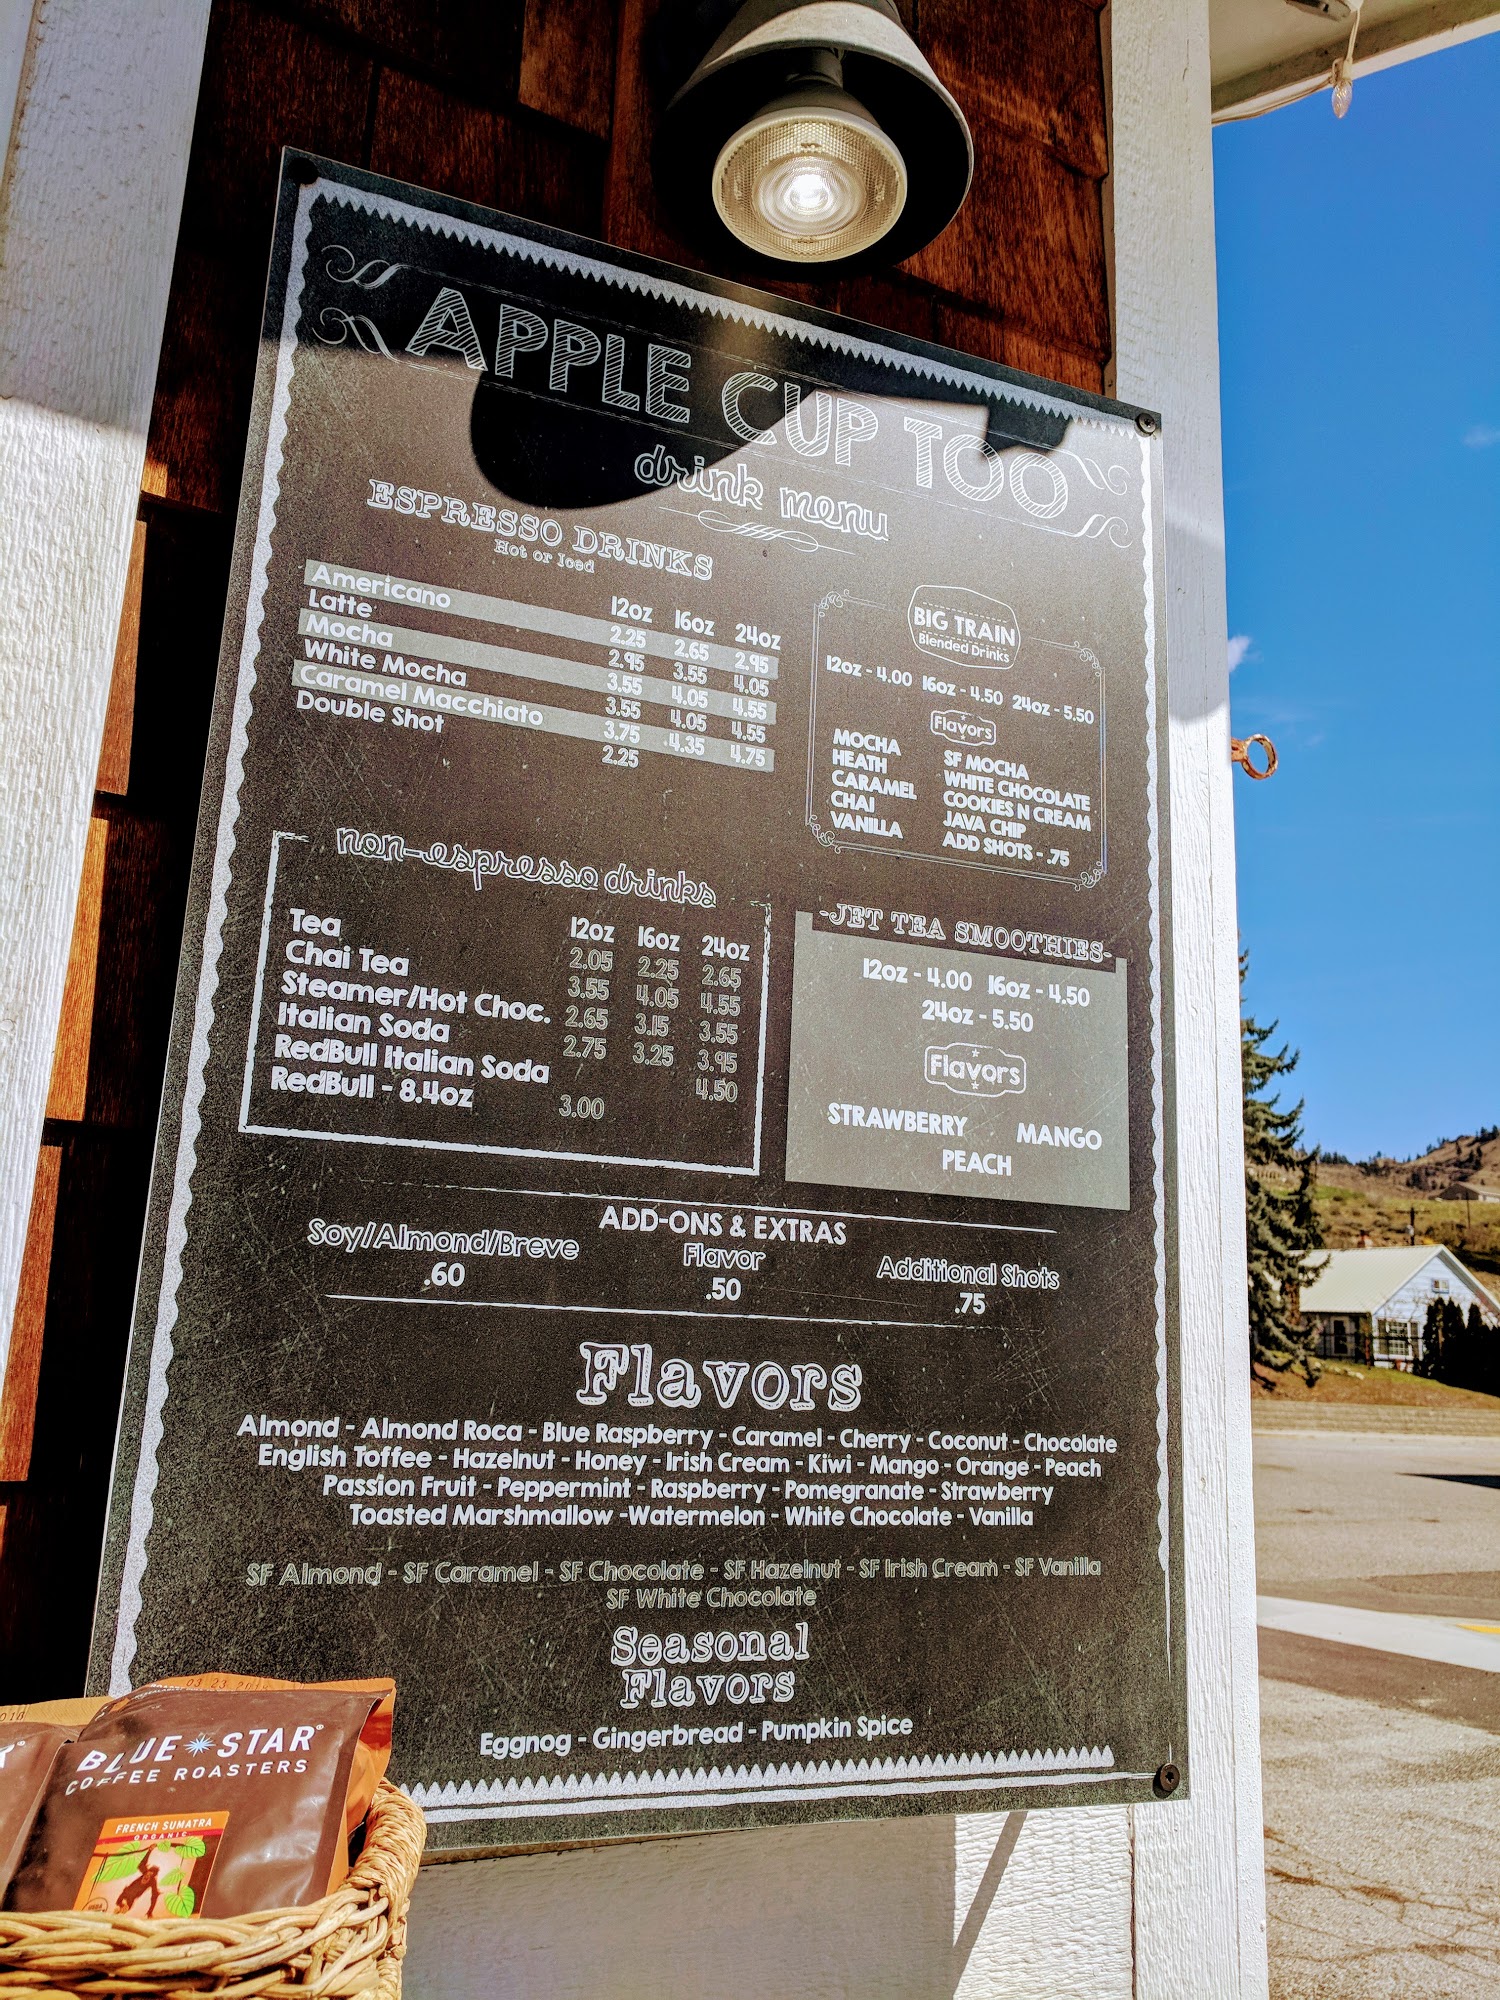 APPLE CUP TOO
drink menu
ESPRESSO DRINKS
Hot or Iced
12oz 16oz 24oz
Americano 2.25 2.65 2.95
Latte 2.95 3.55 4.05
Mocha 3.55 4.05 4.55
White Mocha 3.55 4.05 4.55
Caramel Macchiato 3.75 4.35 4.75
Double Shot 2.25
BIG TRAIN
Blended Drinks
12oz - 4.00 16oz - 4.50 24oz - 5.50
Flavors
MOCHA SF MOCHA
HEATH WHITE CHOCOLATE
CARAMEL COOKIES N CREAM
CHAI JAVA CHIP
VANILLA ADD SHOTS - .75
non-espresso drinks
12oz 16oz 24oz
Tea 2.05 2.25 2.65
Chai Tea 3.55 4.05 4.55
Steamer/Hot Choc. 2.65 3.15 3.55
Italian Soda 2.75 3.25 3.95
RedBull Italian Soda 4.50
RedBull - 8.4oz 3.00
-JET TEA SMOOTHIES-
12oz - 4.00 16oz - 4.50
24oz - 5.50
Flavors
STRAWBERRY MANGO
PEACH
ADD-ONS & EXTRAS
Soy/Almond/Breve Flavor Additional Shots
.60 .50 .75
Flavors
Almond - Almond Roca - Blue Raspberry - Caramel - Cherry - Coconut - Chocolate
English Toffee - Hazelnut - Honey - Irish Cream - Kiwi - Mango - Orange - Peach
Passion Fruit - Peppermint - Raspberry - Pomegranate - Strawberry
Toasted Marshmallow -Watermelon - White Chocolate - Vanilla
SF Almond - SF Caramel - SF Chocolate - SF Hazelnut - SF Irish Cream - SF Vanilla
SF White Chocolate
Seasonal
Flavors
Eggnog - Gingerbread - Pumpkin Spice
BLUE STAR®
COFFEE ROASTERS
FRENCH SUMATRA
ORGANIC